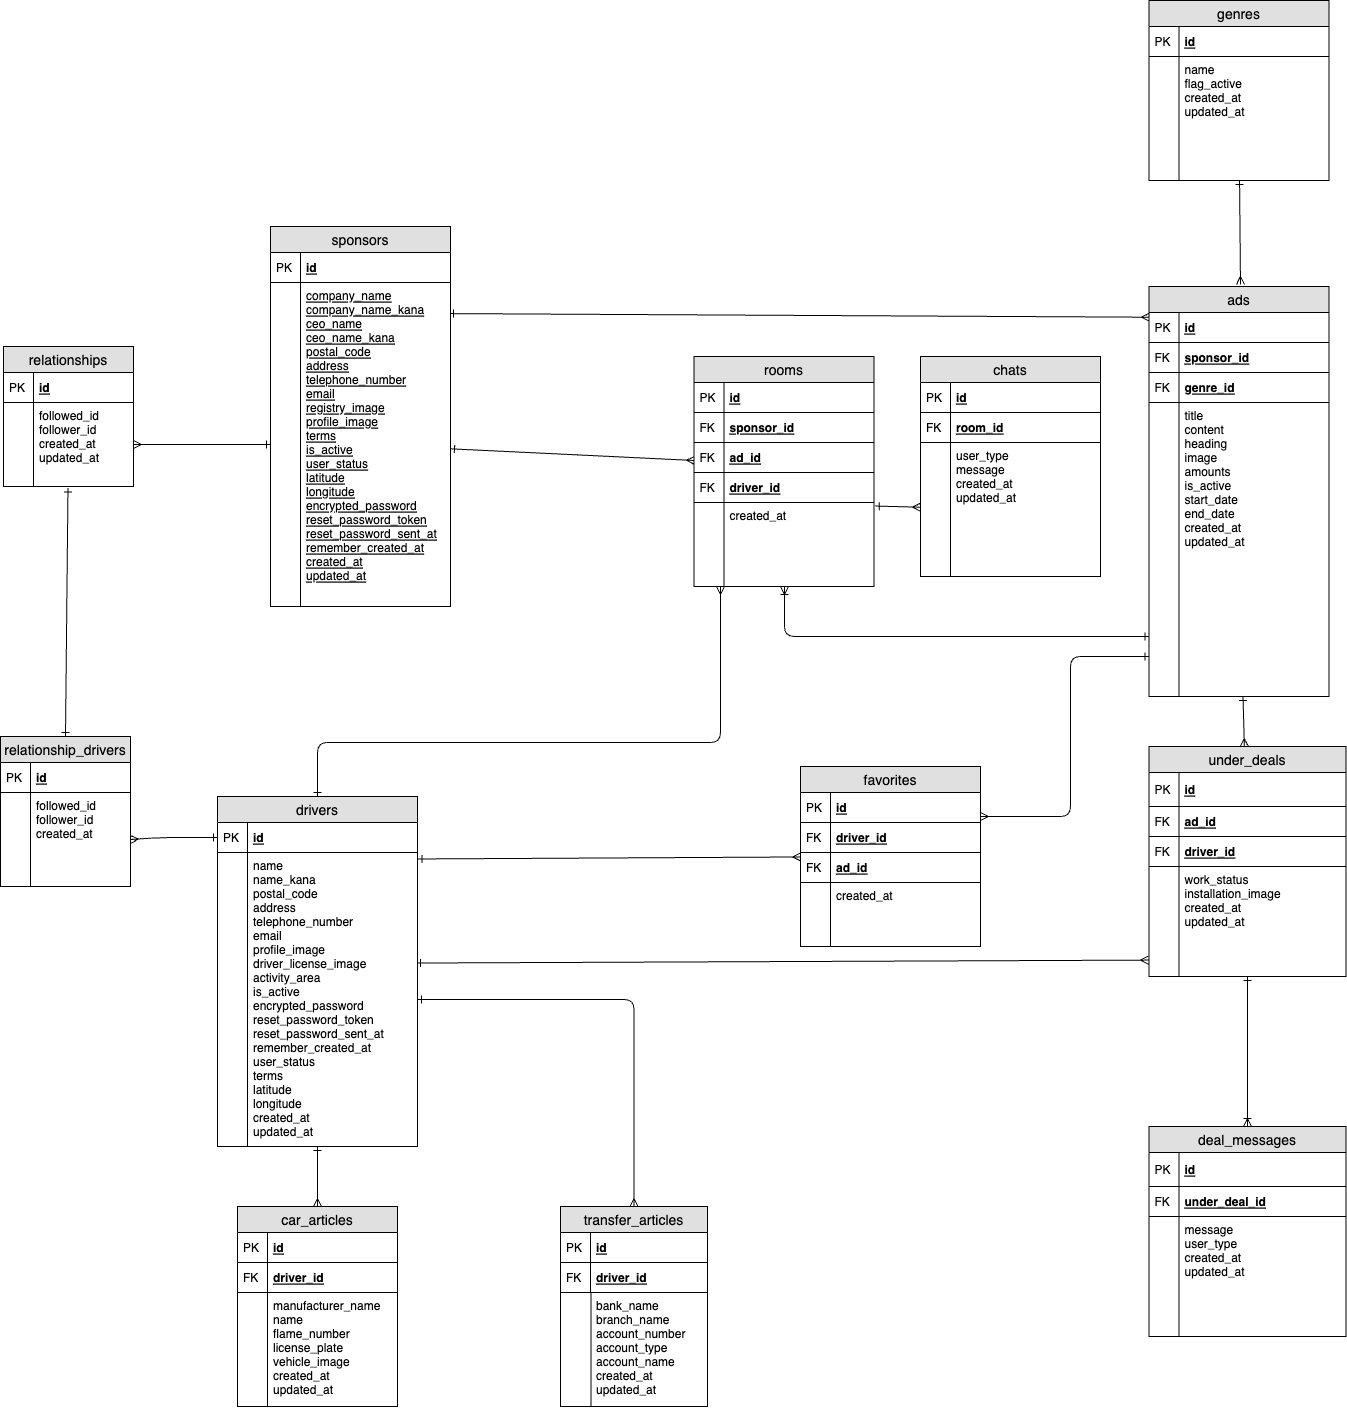 genres
PK id
name
flag_active
created_at
updated_at
sponsors
PK id
company_name
company_name_kana
ceo_name
ceo_name_kana
postal_code
address
telephone_number
email
registry_image
profile_image
terms
is_active
user_status
latitude
longitude
encrypted_password
reset_password_token
reset_password_sent_at
remember_created_at
created_at
updated_at
ads
PK id
FK sponsor_id
FK genre_id
title
content
heading
image
amounts
is_active
start_date
end_date
created_at
updated_at
relationships
PK id
followed_id
follower_id
created_at
updated_at
rooms
PK id
FK sponsor_id
FK ad_id
FK driver_id
created_at
chats
PK id
FK room_id
user_type
message
created_at
updated_at
relationship_drivers
PK id
followed_id
follower_id
created_at
drivers
PK id
name
name_kana
postal_code
address
telephone_number
email
profile_image
driver_license_image
activity_area
is_active
encrypted_password
reset_password_token
reset_password_sent_at
remember_created_at
user_status
terms
latitude
longitude
created_at
updated_at
favorites
PK id
FK driver_id
FK ad_id
created_at
under_deals
PK id
FK ad_id
FK driver_id
work_status
installation_image
created_at
updated_at
deal_messages
PK id
FK under_deal_id
message
user_type
created_at
updated_at
car_articles
PK id
FK driver_id
manufacturer_name
name
flame_number
license_plate
vehicle_image
created_at
updated_at
transfer_articles
PK id
FK driver_id
bank_name
branch_name
account_number
account_type
account_name
created_at
updated_at